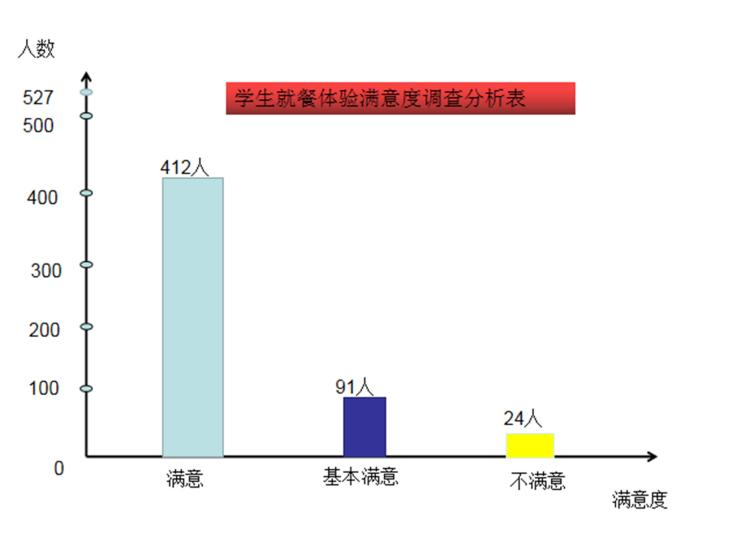 人数
学生就餐体验满意度调查分析表
527
500
412人
400
300
200
100
91人
24人
0
满意
基本满意
不满意
满意度